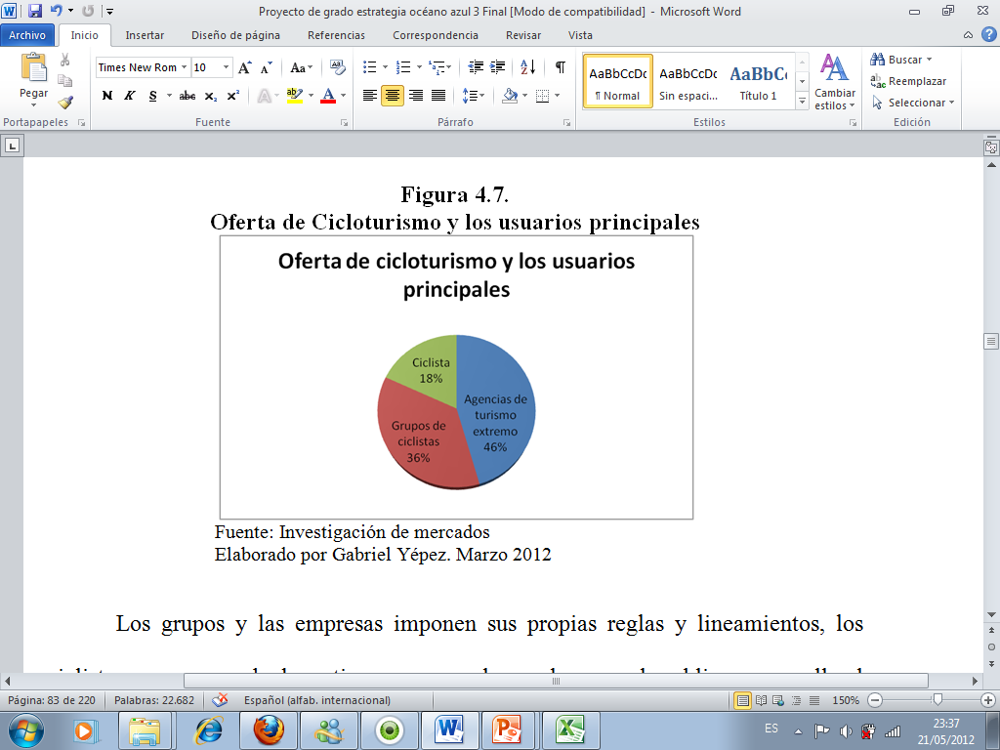 Proyecto de grado estrategia océano azul 3 Final [Modo de compatibilidad] - Microsoft Word
Archivo Inicio Insertar Diseño de página Referencias Correspondencia Revisar Vista
Pegar
Times New Rom 10
N K S abc x₂ x²
AaBbCcDc AaBbCcDc AaBbCc
¶ Normal Sin espaci... Título 1
Cambiar estilos
Buscar
Reemplazar
Seleccionar
Portapapeles Fuente Párrafo Estilos Edición
Figura 4.7.
Oferta de Cicloturismo y los usuarios principales
Oferta de cicloturismo y los usuarios
principales
Ciclista
18%
Agencias de
turismo
extremo
46%
Grupos de
ciclistas
36%
Fuente: Investigación de mercados
Elaborado por Gabriel Yépez. Marzo 2012
Los grupos y las empresas imponen sus propias reglas y lineamientos, los
Página: 83 de 220 Palabras: 22.682 Español (alfab. internacional) 150%
ES 23:37
21/05/2012